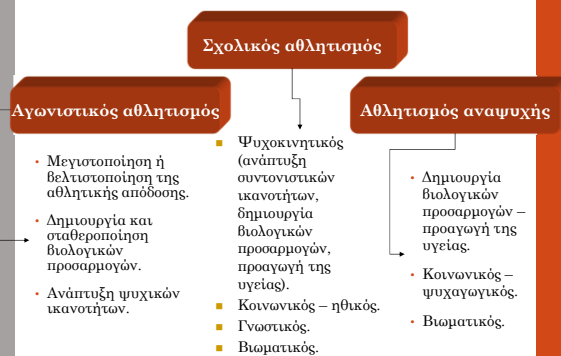 Σχολικός αθλητισμός
Αγωνιστικός αθλητισμός
Αθλητισμός αναψυχής
• Μεγιστοποίηση ή
βελτιστοποίηση της
αθλητικής απόδοσης.
• Δημιουργία και
σταθεροποίηση
βιολογικών
προσαρμογών.
• Ανάπτυξη ψυχικών
ικανοτήτων.
▪ Ψυχοκινητικός
(ανάπτυξη
συντονιστικών
ικανοτήτων,
δημιουργία
βιολογικών
προσαρμογών,
προαγωγή της
υγείας).
▪ Κοινωνικός – ηθικός.
▪ Γνωστικός.
▪ Βιωματικός.
• Δημιουργία
βιολογικών
προσαρμογών –
προαγωγή της
υγείας.
• Κοινωνικός –
ψυχαγωγικός.
• Βιωματικός.